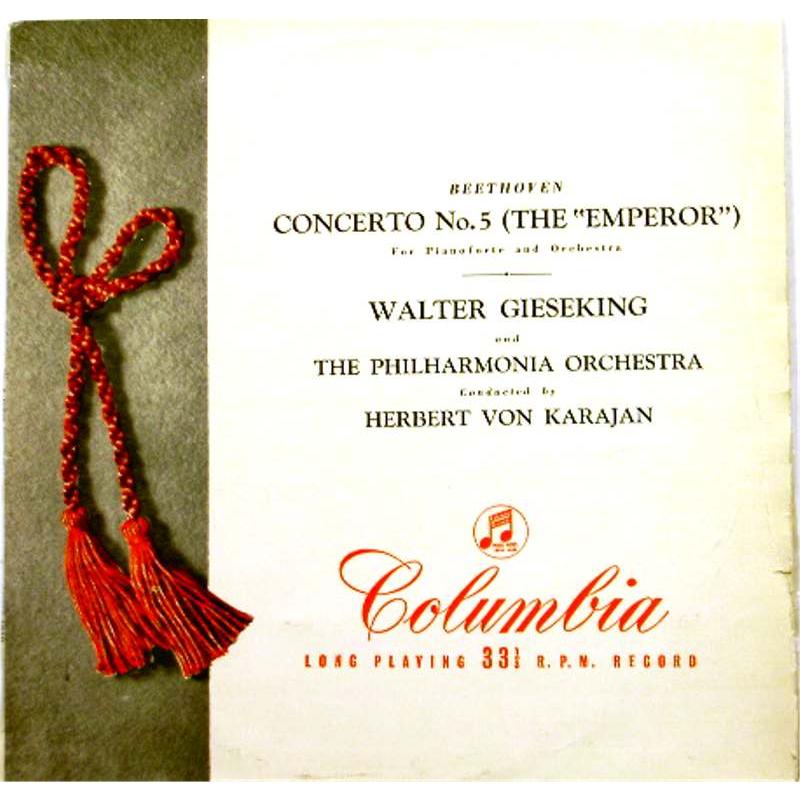 BEETHOVEN
CONCERTO No. 5 (THE "EMPEROR")
For Pianoforte and Orchestra
WALTER GIESEKING
and
THE PHILHARMONIA ORCHESTRA
Conducted by
HERBERT VON KARAJAN
Columbia
LONG PLAYING 33⅓ R.P.M. RECORD